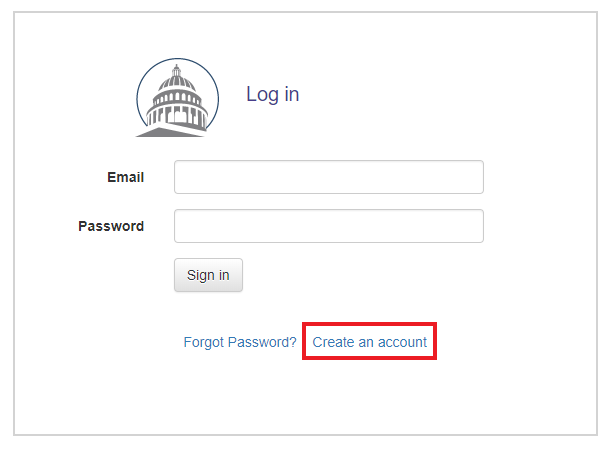 Log in
Email
Password
Sign in
Forgot Password? Create an account